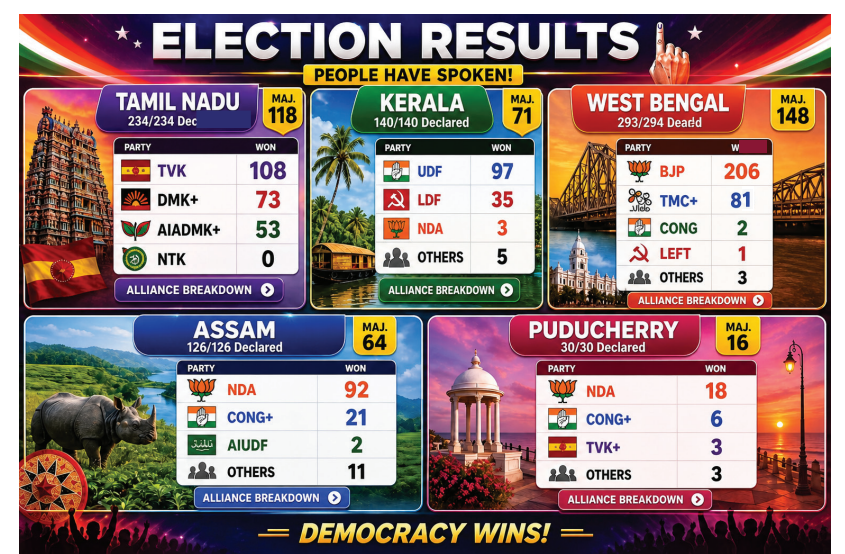 ELECTION RESULTS
PEOPLE HAVE SPOKEN!
TAMIL NADU
234/234 Dec
MAJ.
118
PARTY WON
TVK 108
DMK+ 73
AIADMK+ 53
NTK 0
ALLIANCE BREAKDOWN
KERALA
140/140 Declared
MAJ.
71
PARTY WON
UDF 97
LDF 35
NDA 3
OTHERS 5
ALLIANCE BREAKDOWN
WEST BENGAL
293/294
MAJ.
148
PARTY W
BJP 206
TMC+ 81
CONG 2
LEFT 1
OTHERS 3
ALLIANCE BREAKDOWN
ASSAM
126/126 Declared
MAJ.
64
PARTY WON
NDA 92
CONG+ 21
AIUDF 2
OTHERS 11
ALLIANCE BREAKDOWN
PUDUCHERRY
30/30 Declared
MAJ.
16
PARTY WON
NDA 18
CONG+ 6
TVK+ 3
OTHERS 3
ALLIANCE BREAKDOWN
DEMOCRACY WINS!